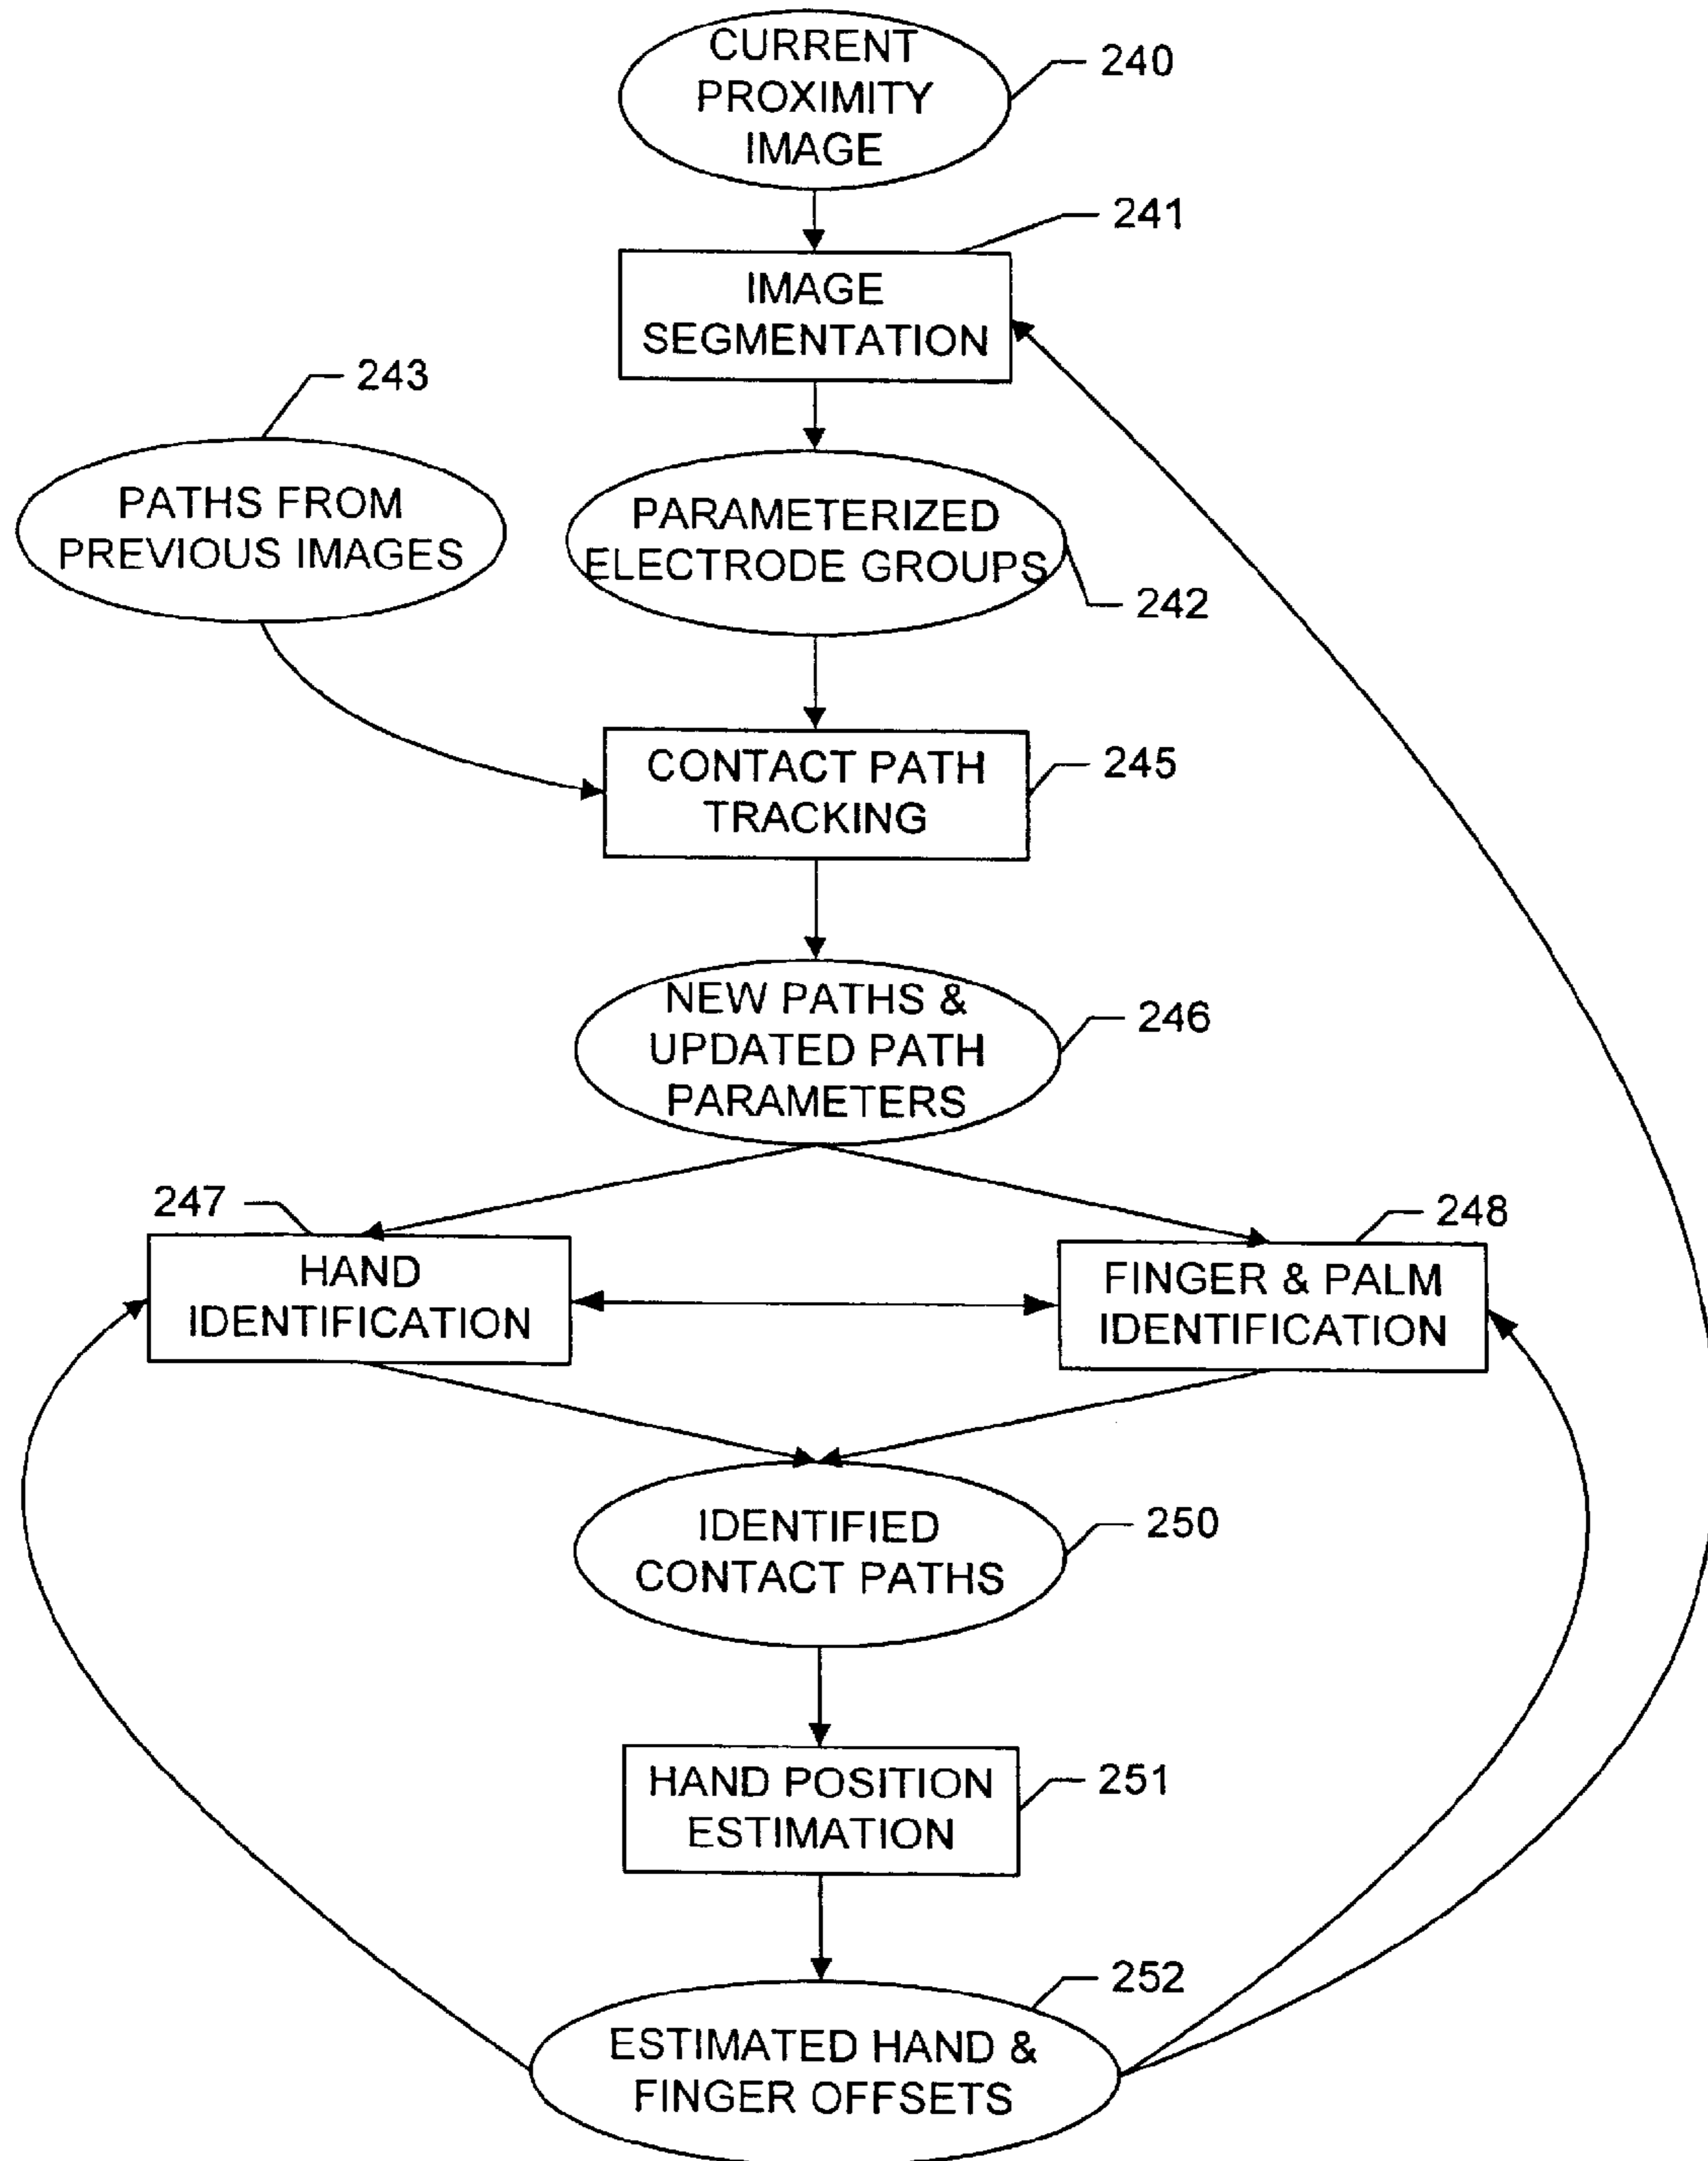 CURRENT
PROXIMITY
IMAGE
240
241
IMAGE
SEGMENTATION
243
PATHS FROM
PREVIOUS IMAGES
PARAMETERIZED
ELECTRODE GROUPS
242
CONTACT PATH
TRACKING
245
NEW PATHS &
UPDATED PATH
PARAMETERS
246
247
HAND
IDENTIFICATION
248
FINGER & PALM
IDENTIFICATION
IDENTIFIED
CONTACT PATHS
250
HAND POSITION
ESTIMATION
251
252
ESTIMATED HAND &
FINGER OFFSETS